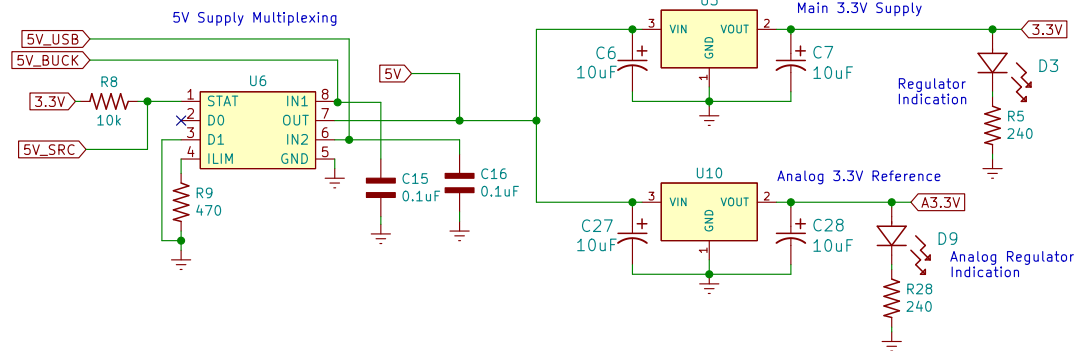 5V Supply Multiplexing
Main 3.3V Supply
5V_USB
5V_BUCK
5V
R8
10k
3.3V
5V_SRC
U6
1 STAT IN1 8
2 D0 OUT 7
3 D1 IN2 6
4 ILIM GND 5
R9
470
C15
0.1uF
C16
0.1uF
3 VIN VOUT 2
GND
1
C6
10uF
C7
10uF
3.3V
D3
Regulator
Indication
R5
240
U10
Analog 3.3V Reference
3 VIN VOUT 2
GND
1
C27
10uF
C28
10uF
A3.3V
D9
Analog Regulator
Indication
R28
240